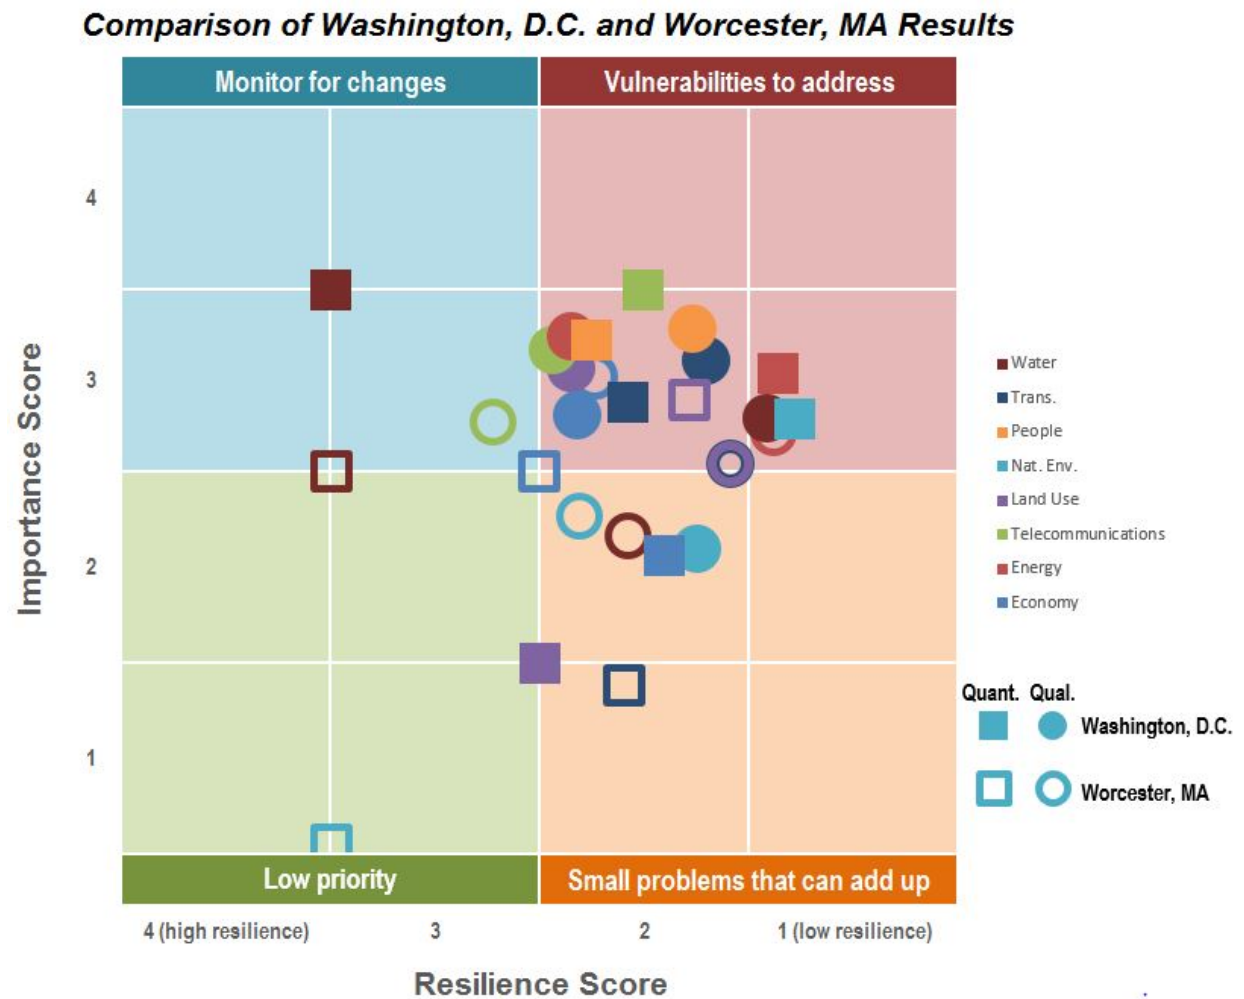 Comparison of Washington, D.C. and Worcester, MA Results
Monitor for changes
Vulnerabilities to address
4
3
2
1
Importance Score
Low priority
Small problems that can add up
4 (high resilience)
3
2
1 (low resilience)
Resilience Score
Water
Trans.
People
Nat. Env.
Land Use
Telecommunications
Energy
Economy
Quant. Qual.
Washington, D.C.
Worcester, MA